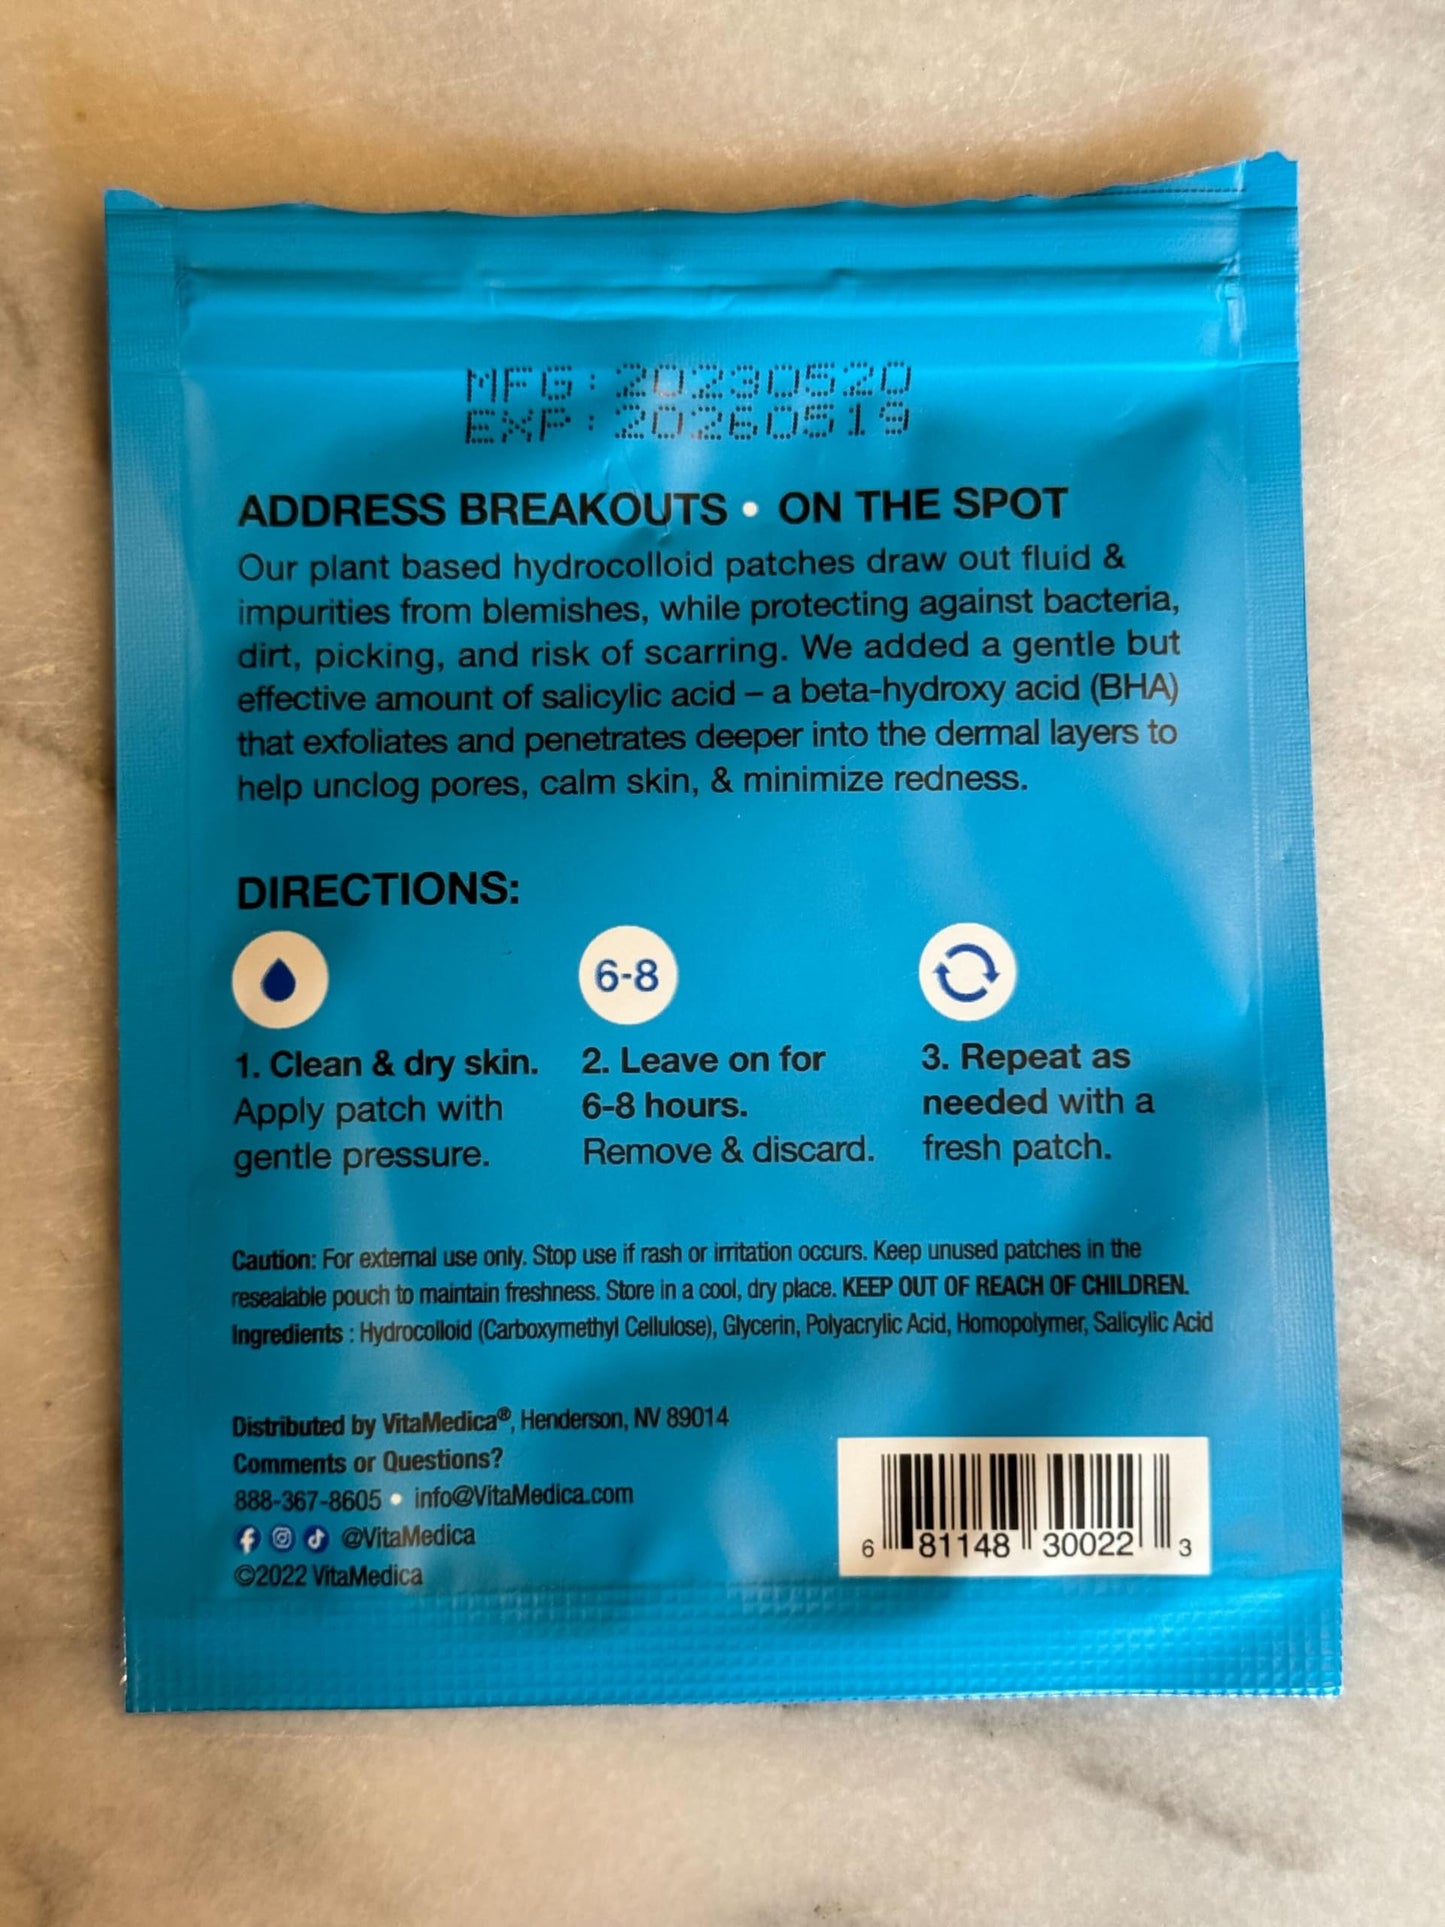 MFG: 20230520
EXP: 20260519
ADDRESS BREAKOUTS • ON THE SPOT
Our plant based hydrocolloid patches draw out fluid &
impurities from blemishes, while protecting against bacteria,
dirt, picking, and risk of scarring. We added a gentle but
effective amount of salicylic acid – a beta-hydroxy acid (BHA)
that exfoliates and penetrates deeper into the dermal layers to
help unclog pores, calm skin, & minimize redness.
DIRECTIONS:
1. Clean & dry skin.
Apply patch with
gentle pressure.
6-8
2. Leave on for
6-8 hours.
Remove & discard.
3. Repeat as
needed with a
fresh patch.
Caution: For external use only. Stop use if rash or irritation occurs. Keep unused patches in the
resealable pouch to maintain freshness. Store in a cool, dry place. KEEP OUT OF REACH OF CHILDREN.
Ingredients : Hydrocolloid (Carboxymethyl Cellulose), Glycerin, Polyacrylic Acid, Homopolymer, Salicylic Acid
Distributed by VitaMedica®, Henderson, NV 89014
Comments or Questions?
888-367-8605 • info@VitaMedica.com
@VitaMedica
©2022 VitaMedica
6 81148 30022 3